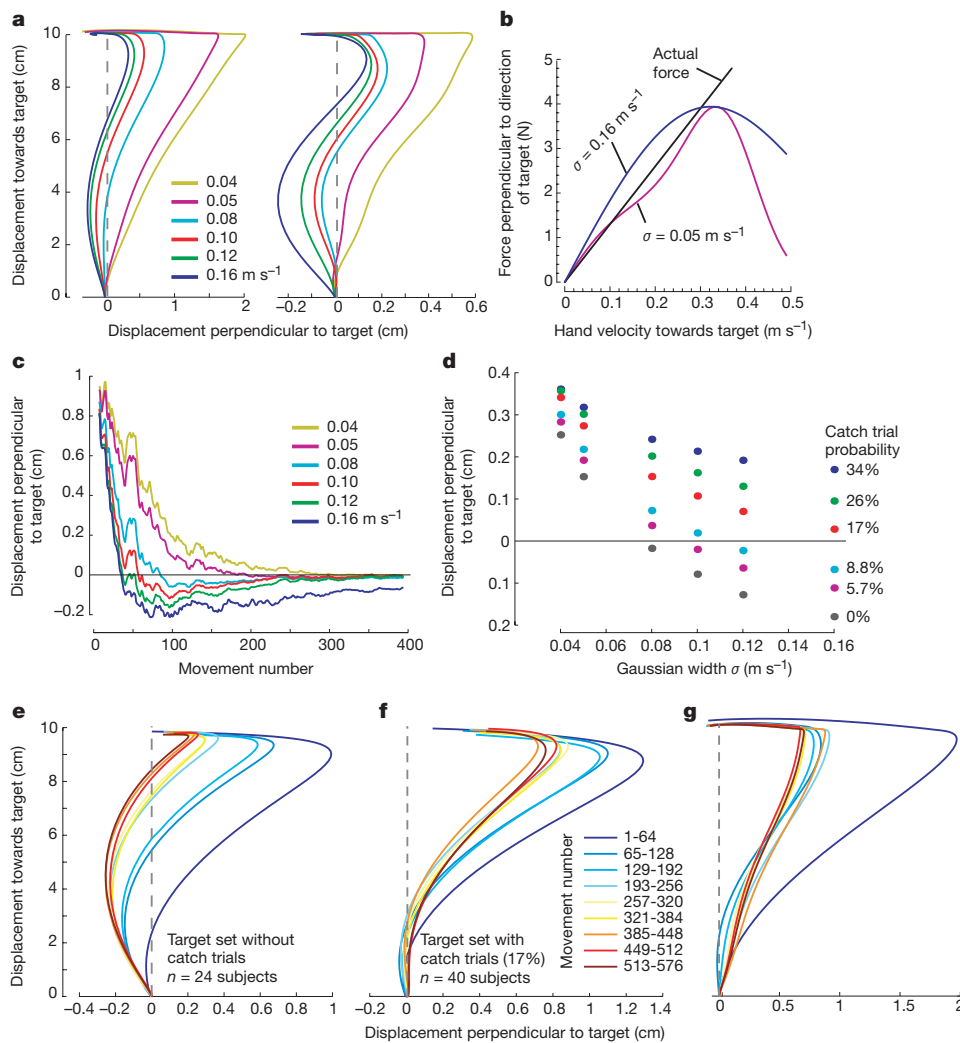 a
Displacement towards target (cm)
10
8
6
4
2
0
0.04
0.05
0.08
0.10
0.12
0.16 m s⁻¹
0 1 2
−0.2 0 0.2 0.4 0.6
Displacement perpendicular to target (cm)
b
Force perpendicular to direction
of target (N)
5
4
3
2
1
0
Actual
force
σ = 0.16 m s⁻¹
σ = 0.05 m s⁻¹
0 0.1 0.2 0.3 0.4 0.5
Hand velocity towards target (m s⁻¹)
c
Displacement perpendicular
to target (cm)
1
0.8
0.6
0.4
0.2
0
−0.2
0.04
0.05
0.08
0.10
0.12
0.16 m s⁻¹
0 100 200 300 400
Movement number
d
Displacement perpendicular
to target (cm)
0.4
0.3
0.2
0.1
0
0.1
0.2
0.04 0.06 0.08 0.1 0.12 0.14 0.16
Gaussian width σ (m s⁻¹)
Catch trial
probability
34%
26%
17%
8.8%
5.7%
0%
e
Displacement towards target (cm)
10
8
6
4
2
0
Target set without
catch trials
n = 24 subjects
−0.4 −0.2 0 0.2 0.4 0.6 0.8 1
f
Target set with
catch trials (17%)
n = 40 subjects
0 0.2 0.4 0.6 0.8 1 1.2 1.4
Displacement perpendicular to target (cm)
Movement number
1-64
65-128
129-192
193-256
257-320
321-384
385-448
449-512
513-576
g
0 0.5 1 1.5 2